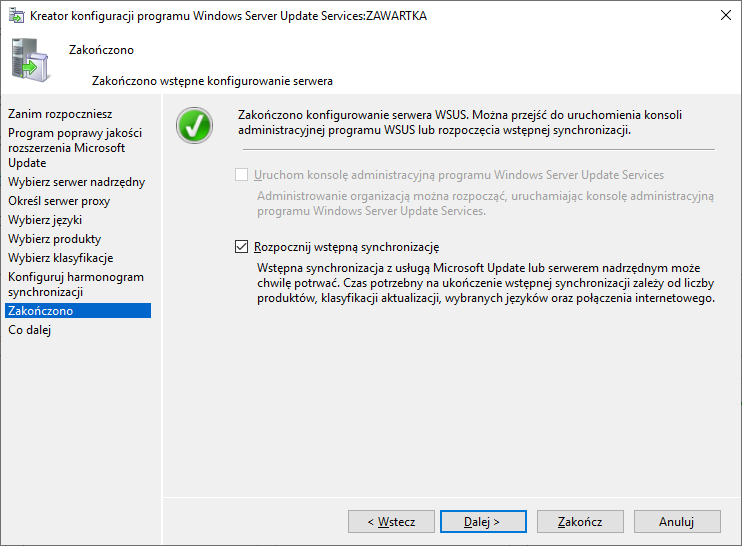 Kreator konfiguracji programu Windows Server Update Services:ZAWARTKA
Zakończono
Zakończono wstępne konfigurowanie serwera
Zanim rozpoczniesz
Program poprawy jakości
rozszerzenia Microsoft
Update
Wybierz serwer nadrzędny
Określ serwer proxy
Wybierz języki
Wybierz produkty
Wybierz klasyfikacje
Konfiguruj harmonogram
synchronizacji
Zakończono
Co dalej
Zakończono konfigurowanie serwera WSUS. Można przejść do uruchomienia konsoli
administracyjnej programu WSUS lub rozpoczęcia wstępnej synchronizacji.
Uruchom konsolę administracyjną programu Windows Server Update Services
Administrowanie organizacją można rozpocząć, uruchamiając konsolę administracyjną
programu Windows Server Update Services.
Rozpocznij wstępną synchronizację
Wstępna synchronizacja z usługą Microsoft Update lub serwerem nadrzędnym może
chwilę potrwać. Czas potrzebny na ukończenie wstępnej synchronizacji zależy od liczby
produktów, klasyfikacji aktualizacji, wybranych języków oraz połączenia internetowego.
< Wstecz
Dalej >
Zakończ
Anuluj